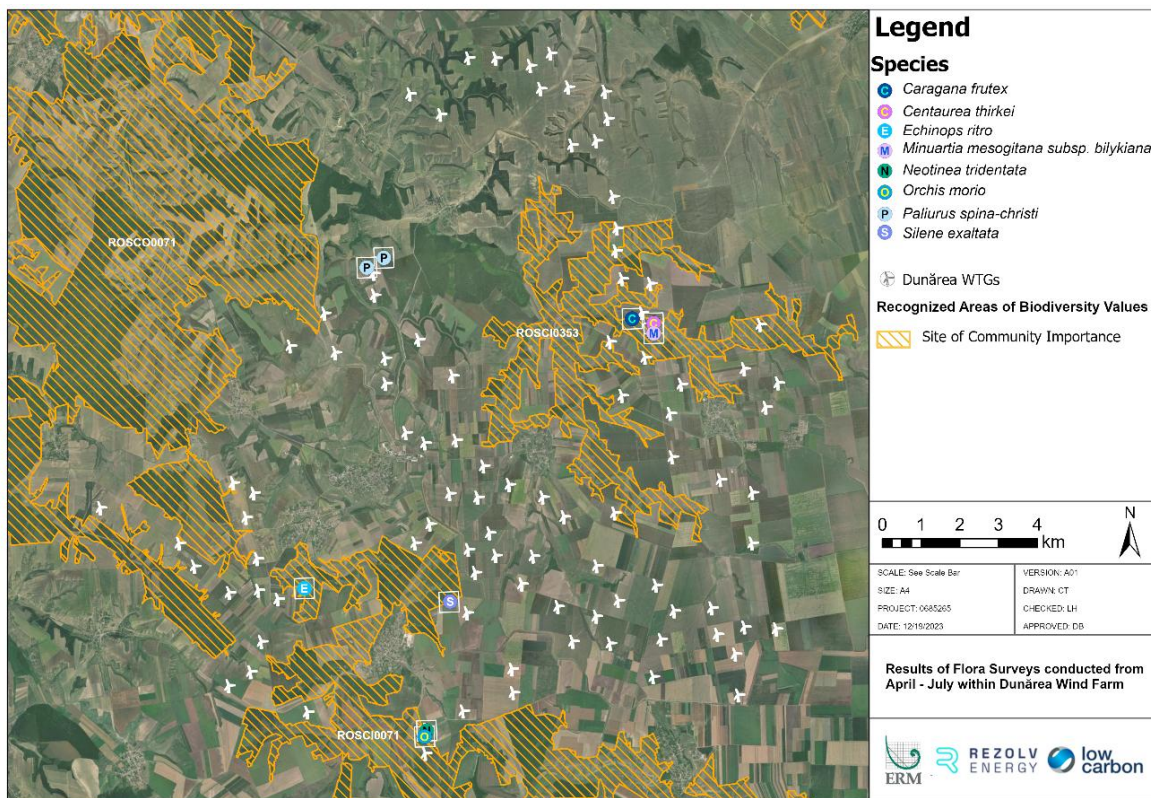 ROSCO0071
P
P
ROSCI0353
C
C
M
E
S
N
O
ROSCI0071
Legend
Species
C Caragana frutex
C Centaurea thirkei
E Echinops ritro
M Minuartia mesogitana subsp. bilykiana
N Neotinea tridentata
O Orchis morio
P Paliurus spina-christi
S Silene exaltata
Dunărea WTGs
Recognized Areas of Biodiversity Values
Site of Community Importance
0 1 2 3 4
km
N
SCALE: See Scale Bar
VERSION: A01
SIZE: A4
DRAWN: CT
PROJECT: 0685265
CHECKED: LH
DATE: 12/19/2023
APPROVED: DB
Results of Flora Surveys conducted from
April - July within Dunărea Wind Farm
ERM
REZOLV
ENERGY
low
carbon